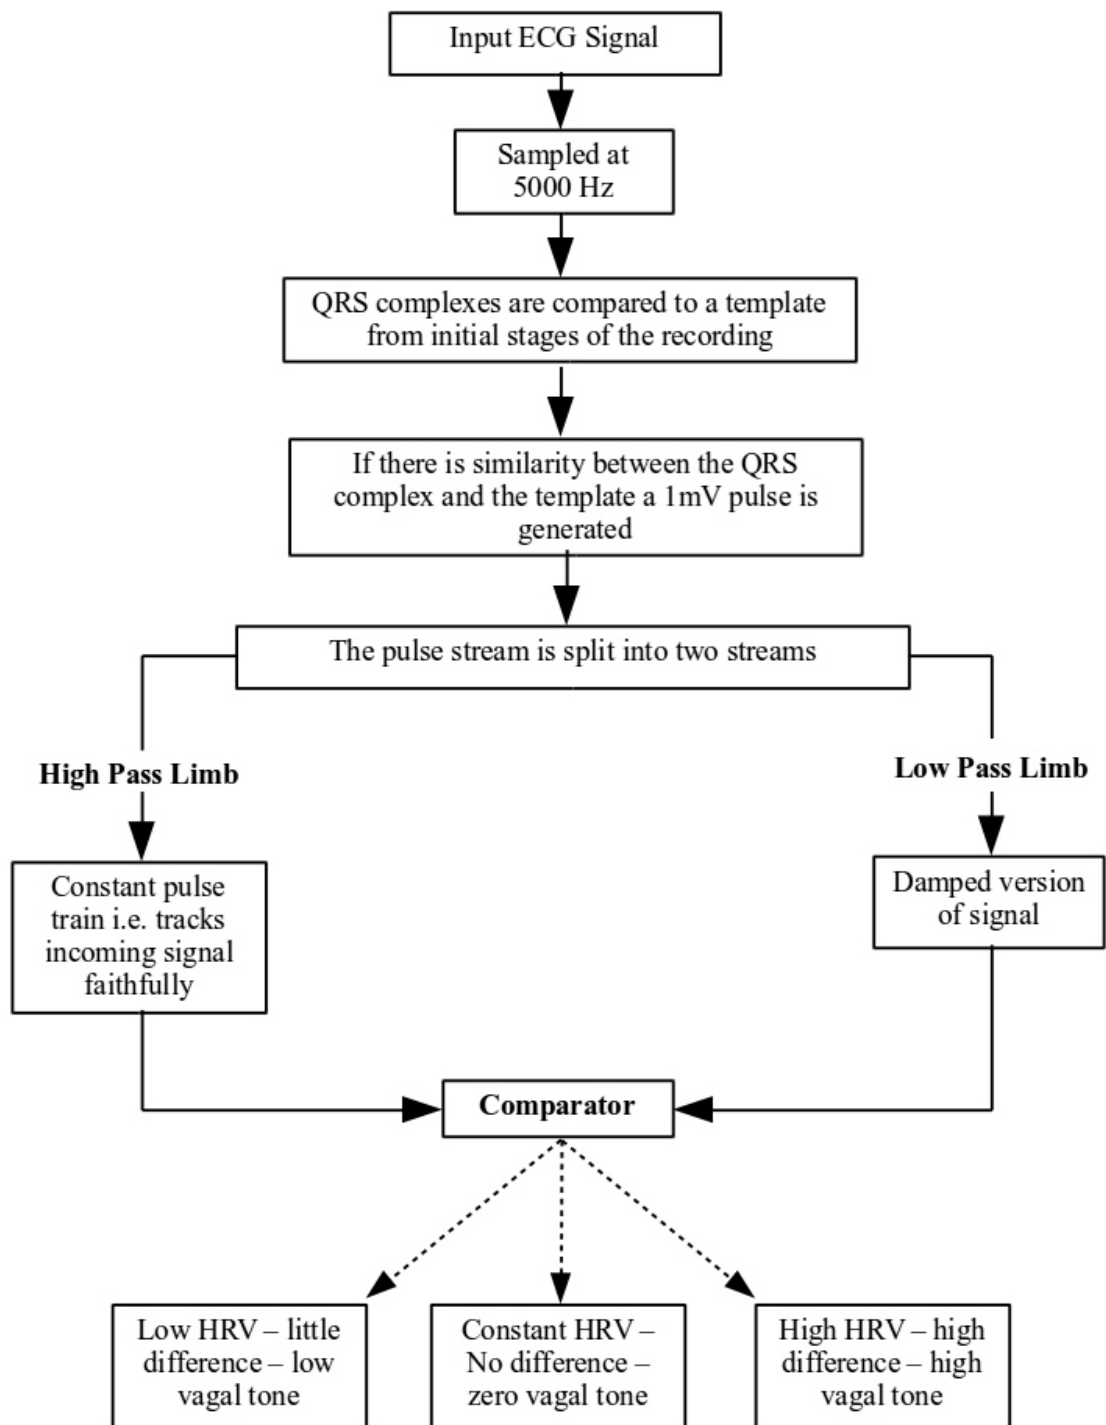 Input ECG Signal
Sampled at
5000 Hz
QRS complexes are compared to a template
from initial stages of the recording
If there is similarity between the QRS
complex and the template a 1mV pulse is
generated
The pulse stream is split into two streams
High Pass Limb
Low Pass Limb
Constant pulse
train i.e. tracks
incoming signal
faithfully
Damped version
of signal
Comparator
Low HRV – little
difference – low
vagal tone
Constant HRV –
No difference –
zero vagal tone
High HRV – high
difference – high
vagal tone